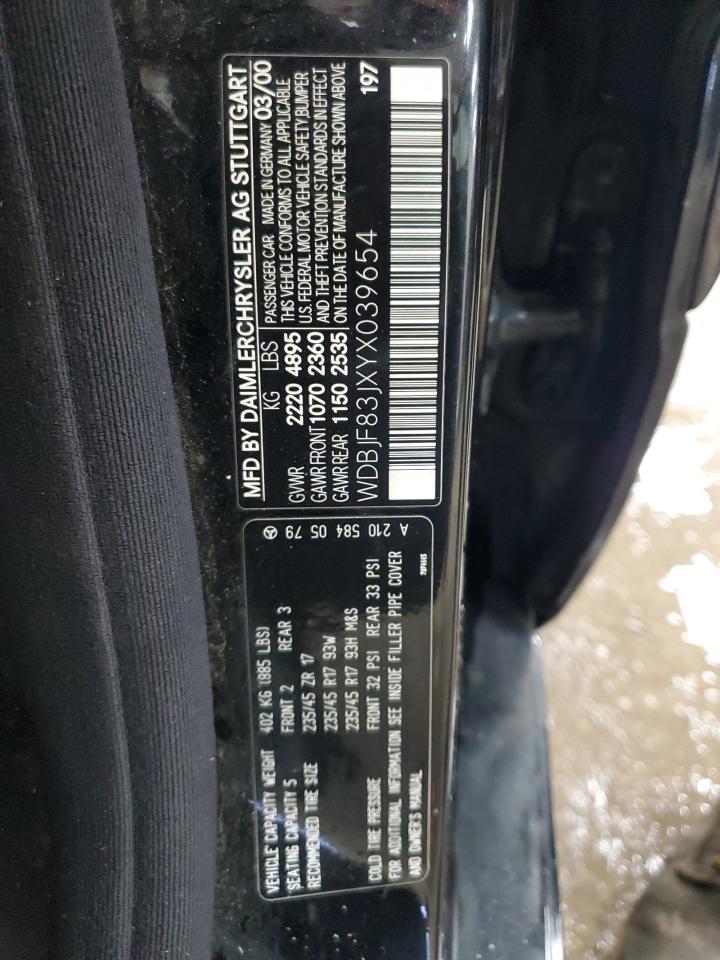 MFD BY DAIMLERCHRYSLER AG STUTTGART
KG LBS
GVWR 2220 4895
GAWR FRONT 1070 2360
GAWR REAR 1150 2535
PASSENGER CAR MADE IN GERMANY 03/00
THIS VEHICLE CONFORMS TO ALL APPLICABLE
U.S. FEDERAL MOTOR VEHICLE SAFETY BUMPER
AND THEFT PREVENTION STANDARDS IN EFFECT
ON THE DATE OF MANUFACTURE SHOWN ABOVE
WDBJF83JXYX039654 197
A 210 584 05 79
VEHICLE CAPACITY WEIGHT 402 KG (885 LBS)
SEATING CAPACITY 5 FRONT 2 REAR 3
RECOMMENDED TIRE SIZE 235/45 ZR 17
235/45 R17 93W
235/45 R17 93H M&S
COLD TIRE PRESSURE FRONT 32 PSI REAR 33 PSI
FOR ADDITIONAL INFORMATION SEE INSIDE FILLER PIPE COVER
AND OWNER'S MANUAL